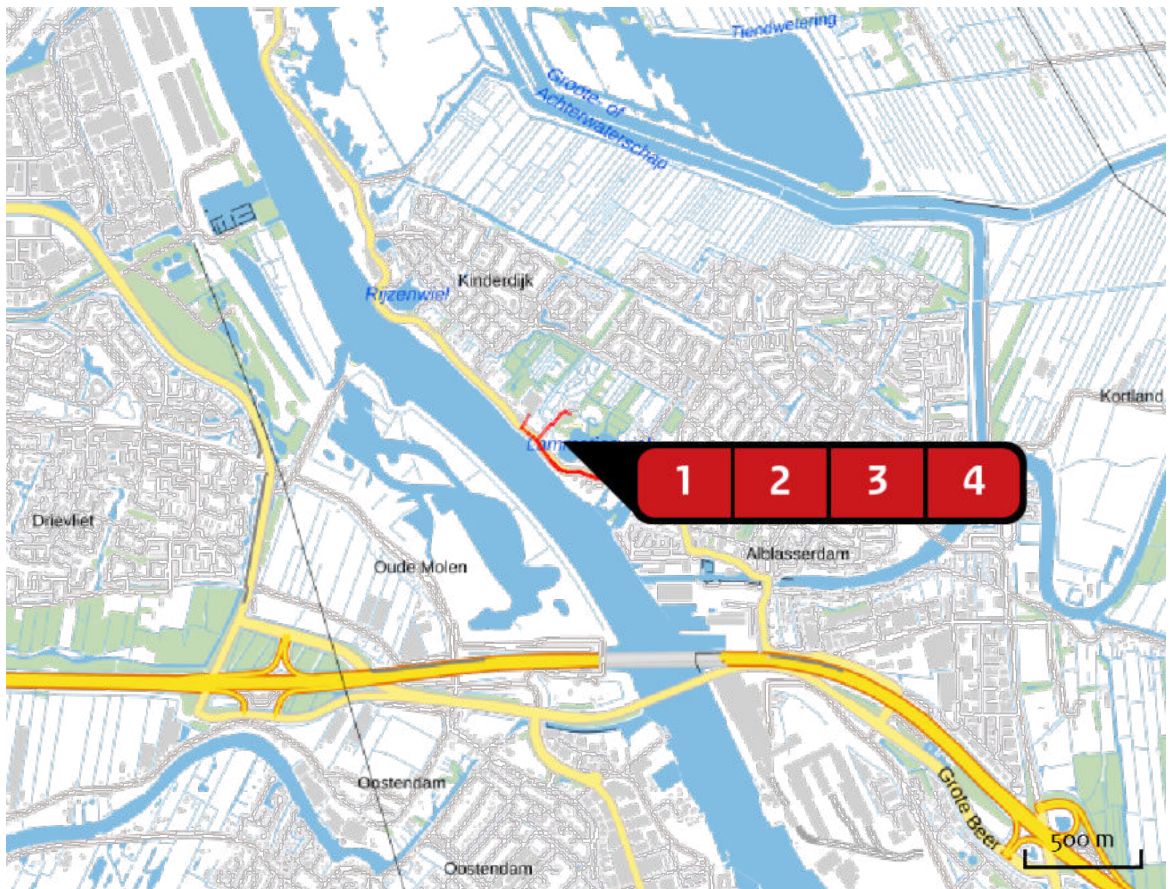 Tiendwetering
Groote- of
Achterwaterschap
Kinderdijk
Rijzenwiel
Kortland
1 2 3 4
Drievliet
Oude Molen
Alblasserdam
Oostendam
Grote Beer
500 m
Oostendam